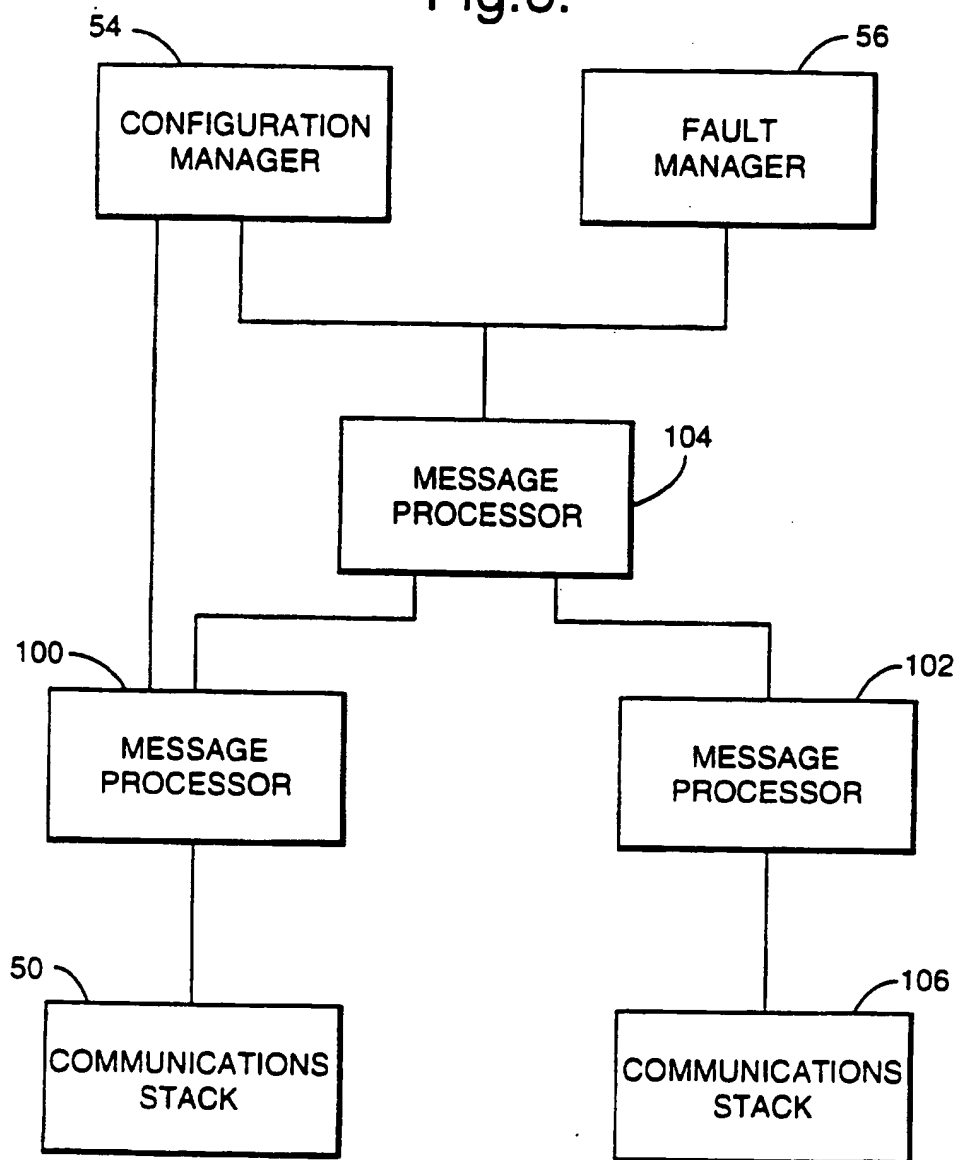 54
56
CONFIGURATION
MANAGER
FAULT
MANAGER
104
MESSAGE
PROCESSOR
100
102
MESSAGE
PROCESSOR
MESSAGE
PROCESSOR
50
106
COMMUNICATIONS
STACK
COMMUNICATIONS
STACK